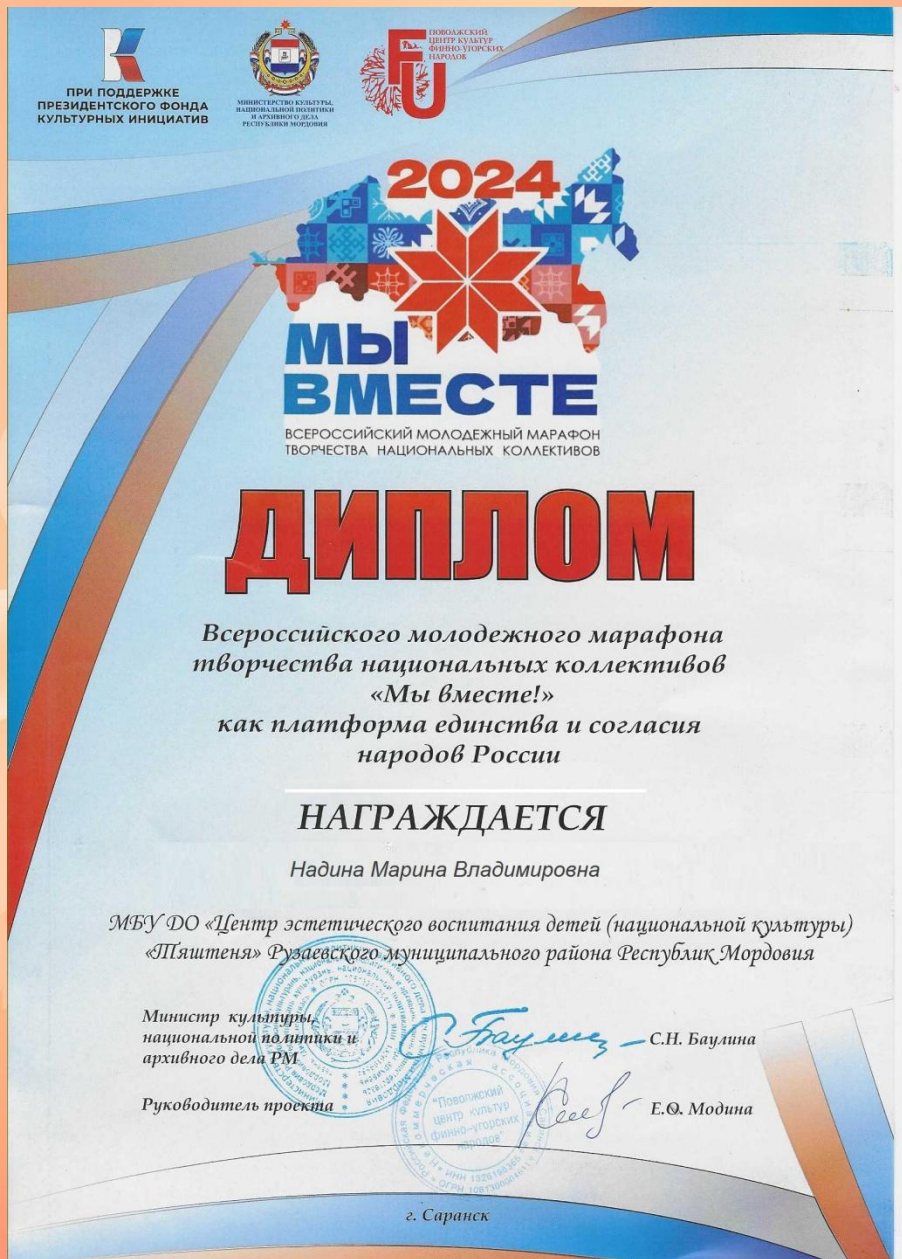 ПРИ ПОДДЕРЖКЕ
ПРЕЗИДЕНТСКОГО ФОНДА
КУЛЬТУРНЫХ ИНИЦИАТИВ
МИНИСТЕРСТВО КУЛЬТУРЫ,
НАЦИОНАЛЬНОЙ ПОЛИТИКИ
И АРХИВНОГО ДЕЛА
РЕСПУБЛИКИ МОРДОВИЯ
FU
ПОВОЛЖСКИЙ
ЦЕНТР КУЛЬТУР
ФИННО-УГОРСКИХ
НАРОДОВ
2024
МЫ
ВМЕСТЕ
ВСЕРОССИЙСКИЙ МОЛОДЕЖНЫЙ МАРАФОН
ТВОРЧЕСТВА НАЦИОНАЛЬНЫХ КОЛЛЕКТИВОВ
ДИПЛОМ
Всероссийского молодежного марафона
творчества национальных коллективов
«Мы вместе!»
как платформа единства и согласия
народов России
НАГРАЖДАЕТСЯ
Надина Марина Владимировна
МБУ ДО «Центр эстетического воспитания детей (национальной культуры)
«Тяштеня» Рузаевского муниципального района Республик Мордовия
Министр культуры,
национальной политики и
архивного дела РМ
С.Н. Баулина
Руководитель проекта
Е.О. Модина
"Поволжский
центр культур
финно-угорских
народов"
г. Саранск